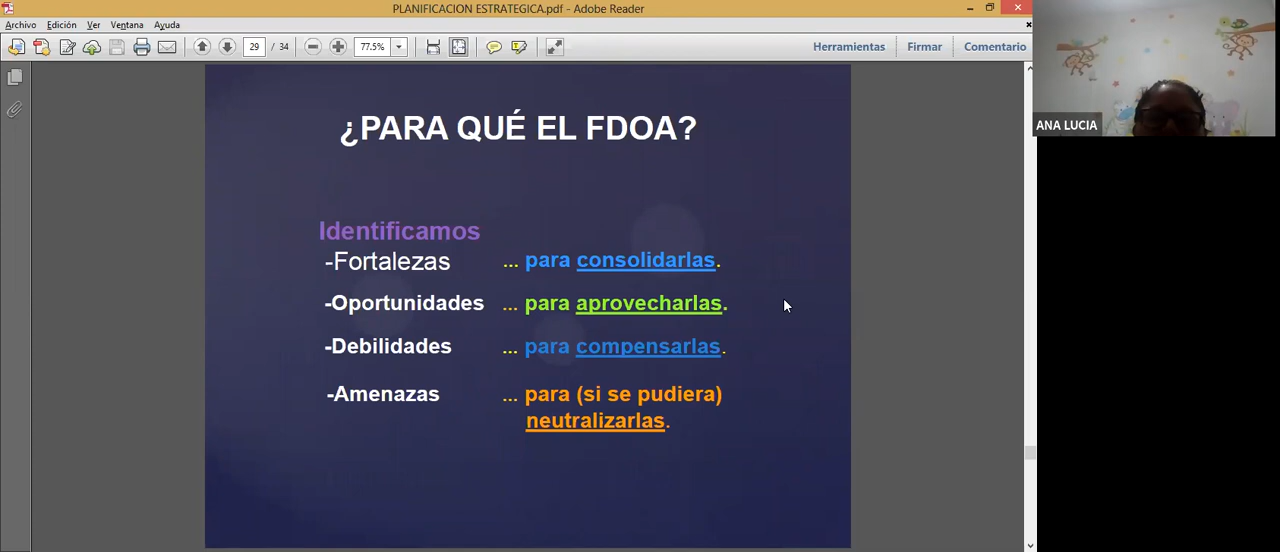 PLANIFICACION ESTRATEGICA.pdf - Adobe Reader
Archivo Edición Ver Ventana Ayuda
29 / 34 77.5% Herramientas Firmar Comentario
ANA LUCIA
¿PARA QUÉ EL FDOA?
Identificamos
-Fortalezas ... para consolidarlas.
-Oportunidades ... para aprovecharlas.
-Debilidades ... para compensarlas.
-Amenazas ... para (si se pudiera)
neutralizarlas.